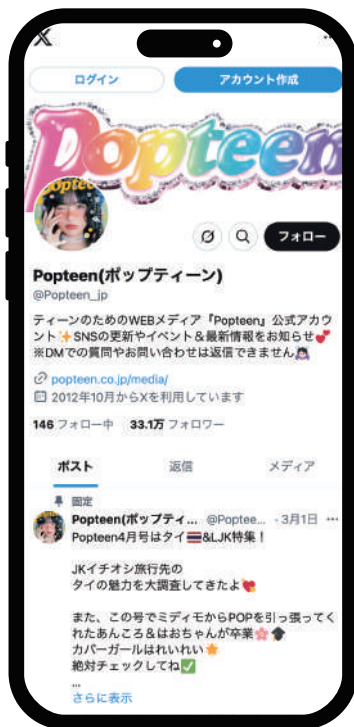 ログイン
アカウント作成
Popteen
Popteen
フォロー
Popteen(ポップティーン)
@Popteen_jp
ティーンのためのWEBメディア『Popteen』公式アカウ
ント✨SNSの更新やイベント&最新情報をお知らせ💕
※DMでの質問やお問い合わせは返信できません🙇🏻‍♀️
popteen.co.jp/media/
2012年10月からXを利用しています
146 フォロー中 33.1万 フォロワー
ポスト 返信 メディア
固定
Popteen(ポップティ... @Poptee... · 3月1日 ···
Popteen4月号はタイ🇹🇭&LJK特集！
JKイチオシ旅行先の
タイの魅力を大調査してきたよ💝
また、この号でミディモからPOPを引っ張ってく
れたあんころ&はおちゃんが卒業🌸🎓
カバーガールはれいれい🌟
絶対チェックしてね✅
...
さらに表示